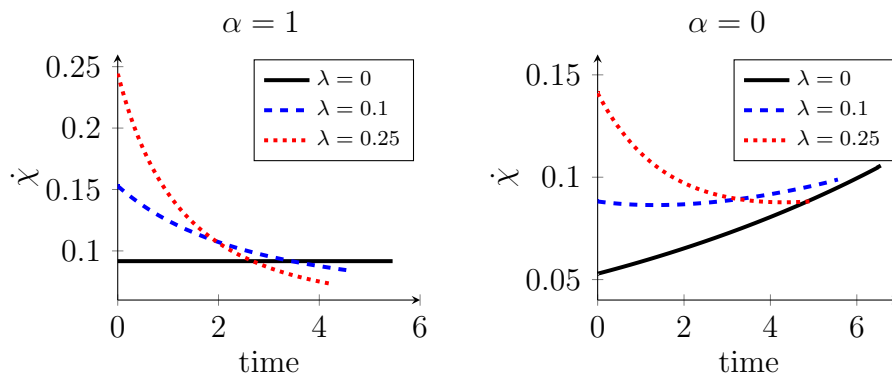 α = 1
0.25
0.2
0.15
0.1
χ̇
0 2 4 6
time
λ = 0
λ = 0.1
λ = 0.25
α = 0
0.15
0.1
0.05
χ̇
0 2 4 6
time
λ = 0
λ = 0.1
λ = 0.25